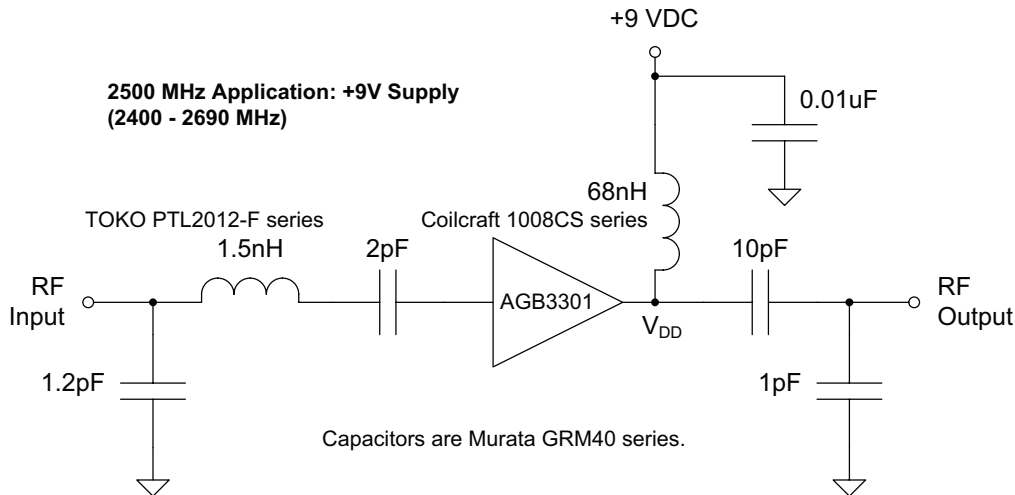 +9 VDC
2500 MHz Application: +9V Supply
(2400 - 2690 MHz)
0.01uF
68nH
TOKO PTL2012-F series
Coilcraft 1008CS series
1.5nH
2pF
10pF
RF
Input
AGB3301
RF
Output
VDD
1.2pF
1pF
Capacitors are Murata GRM40 series.